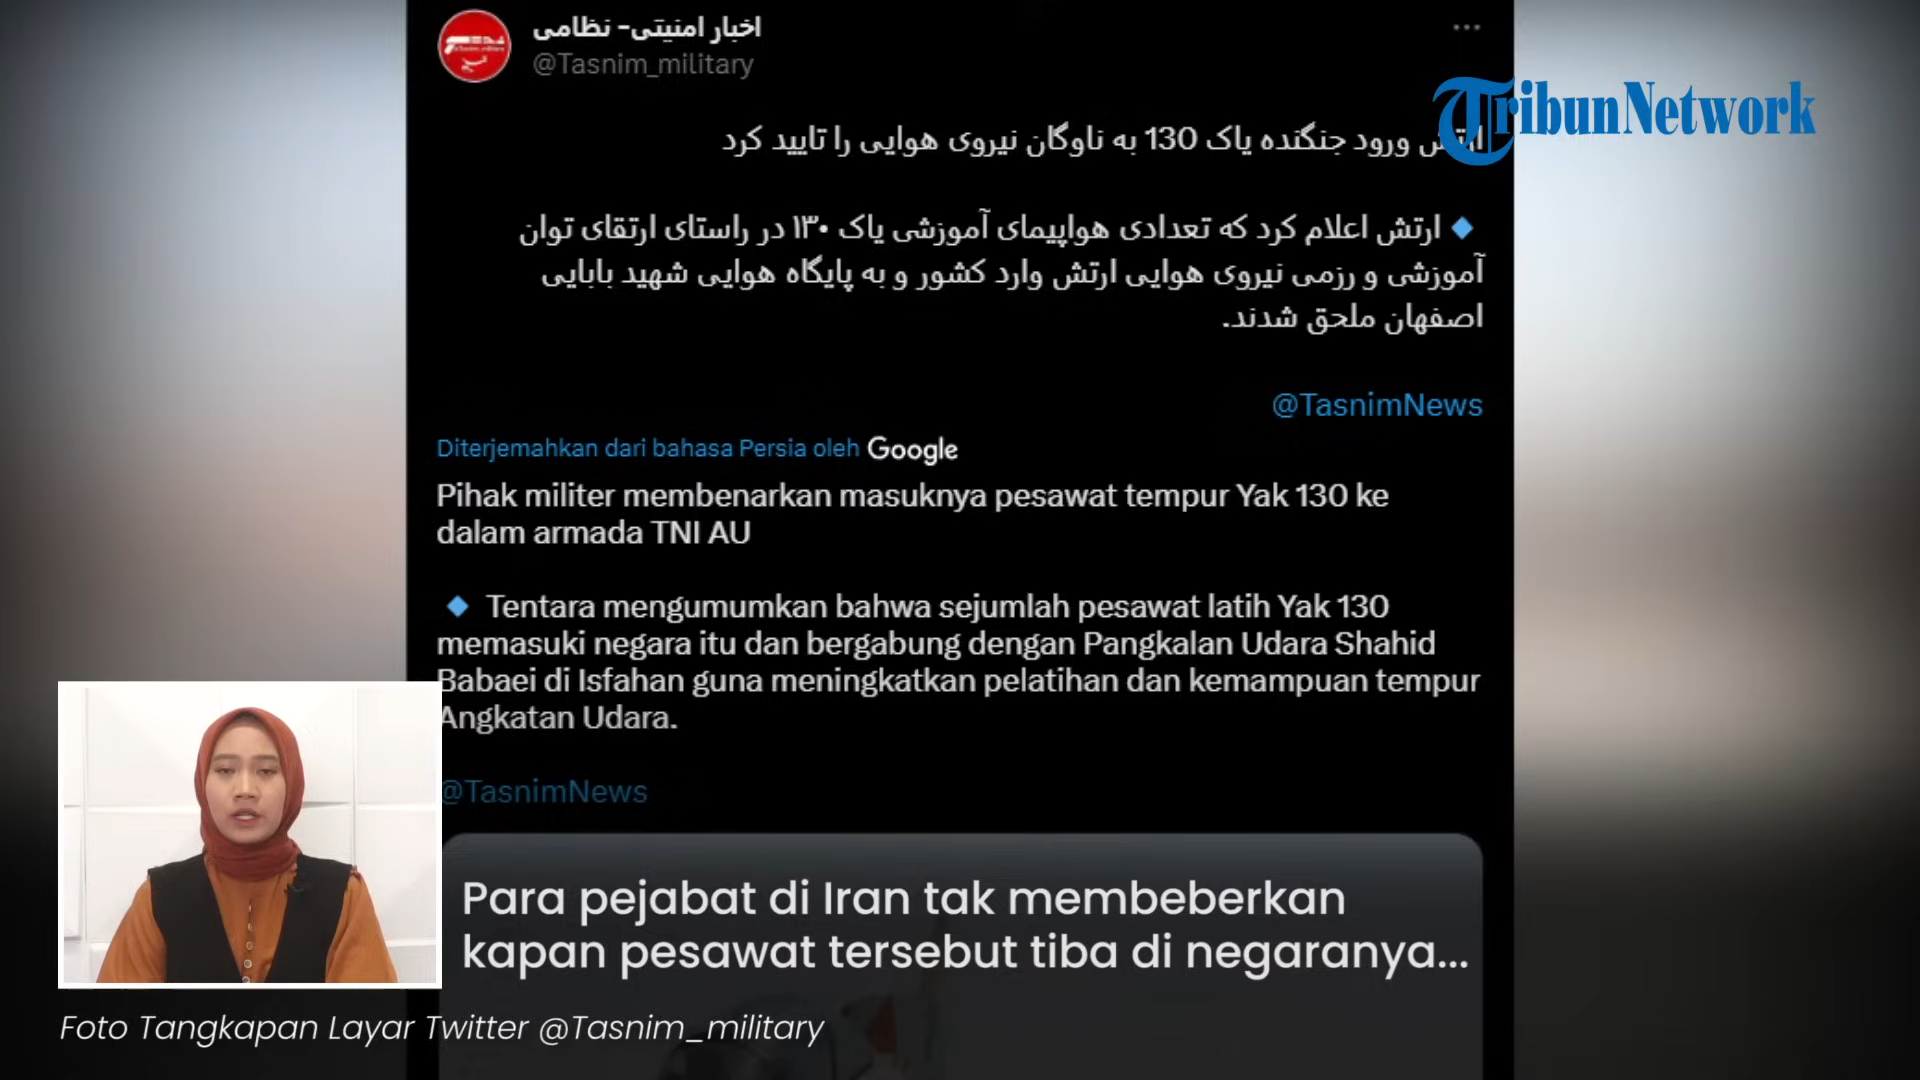 اخبار امنیتی- نظامی
@Tasnim_military
TribunNetwork
ارتش ورود جنگنده یاک 130 به ناوگان نیروی هوایی را تایید کرد
ارتش اعلام کرد که تعدادی هواپیمای آموزشی یاک ۱۳۰ در راستای ارتقای توان
آموزشی و رزمی نیروی هوایی ارتش وارد کشور و به پایگاه هوایی شهید بابایی
اصفهان ملحق شدند.
@TasnimNews
Diterjemahkan dari bahasa Persia oleh Google
Pihak militer membenarkan masuknya pesawat tempur Yak 130 ke
dalam armada TNI AU
Tentara mengumumkan bahwa sejumlah pesawat latih Yak 130
memasuki negara itu dan bergabung dengan Pangkalan Udara Shahid
Babaei di Isfahan guna meningkatkan pelatihan dan kemampuan tempur
Angkatan Udara.
@TasnimNews
Para pejabat di Iran tak membeberkan
kapan pesawat tersebut tiba di negaranya...
Foto Tangkapan Layar Twitter @Tasnim_military